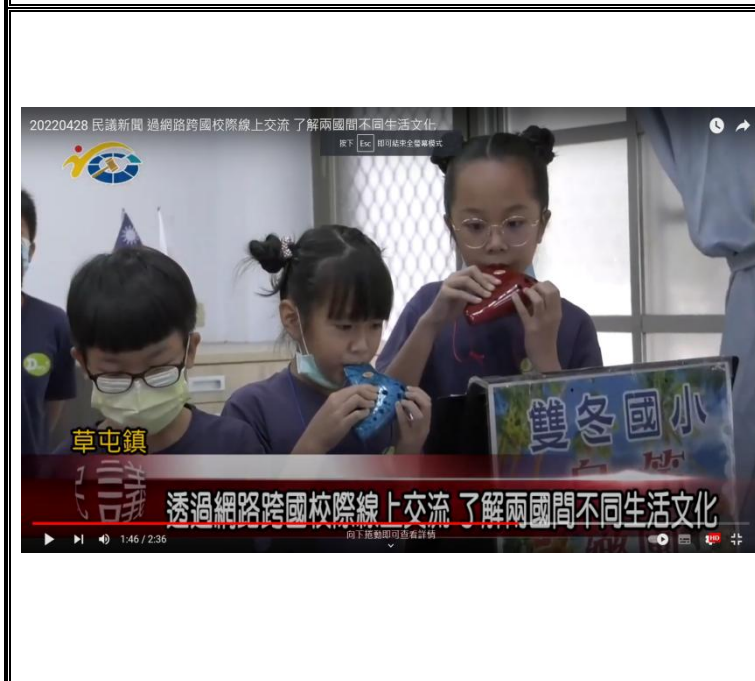 20220428 民議新聞 過網路跨國校際線上交流 了解兩國間不同生活文化
按下 Esc 即可結束全螢幕模式
雙冬國小
草屯鎮
議
透過網路跨國校際線上交流 了解兩國間不同生活文化
向下捲動即可查看詳情
1:46 / 2:36
HD